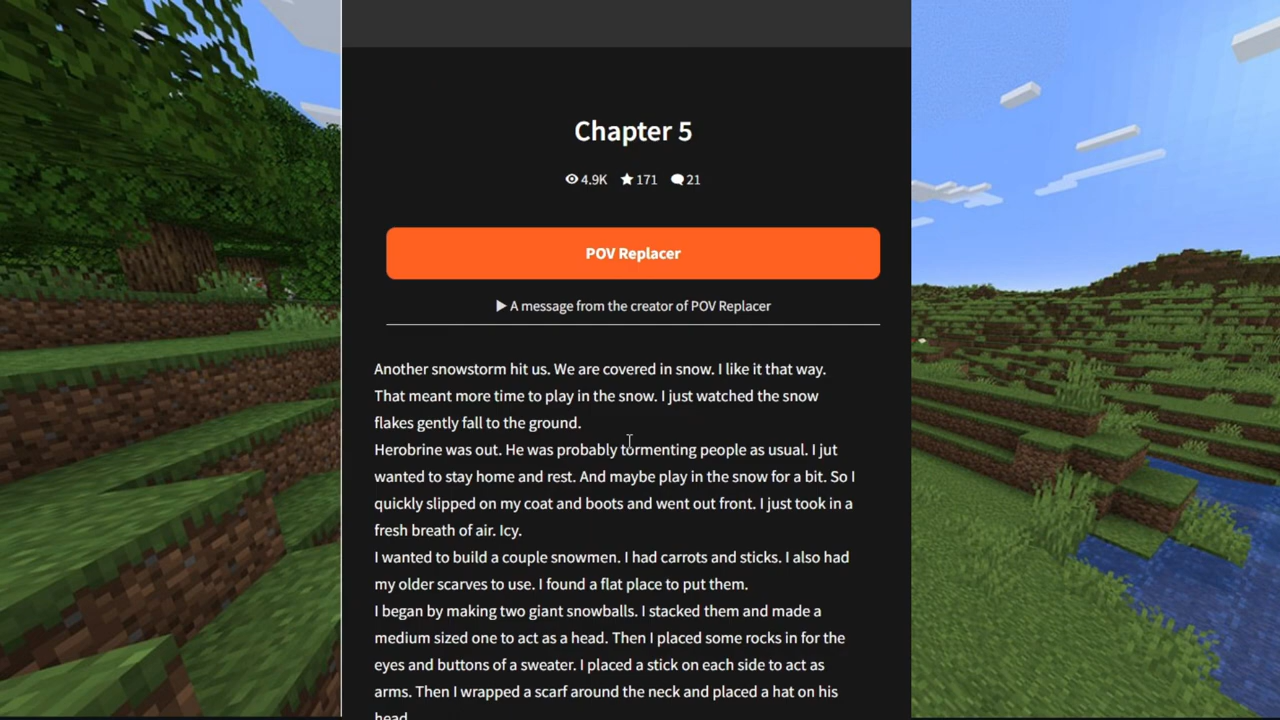 Chapter 5
4.9K 171 21
POV Replacer
A message from the creator of POV Replacer
Another snowstorm hit us. We are covered in snow. I like it that way.
That meant more time to play in the snow. I just watched the snow
flakes gently fall to the ground.
Herobrine was out. He was probably tormenting people as usual. I jut
wanted to stay home and rest. And maybe play in the snow for a bit. So I
quickly slipped on my coat and boots and went out front. I just took in a
fresh breath of air. Icy.
I wanted to build a couple snowmen. I had carrots and sticks. I also had
my older scarves to use. I found a flat place to put them.
I began by making two giant snowballs. I stacked them and made a
medium sized one to act as a head. Then I placed some rocks in for the
eyes and buttons of a sweater. I placed a stick on each side to act as
arms. Then I wrapped a scarf around the neck and placed a hat on his
head.